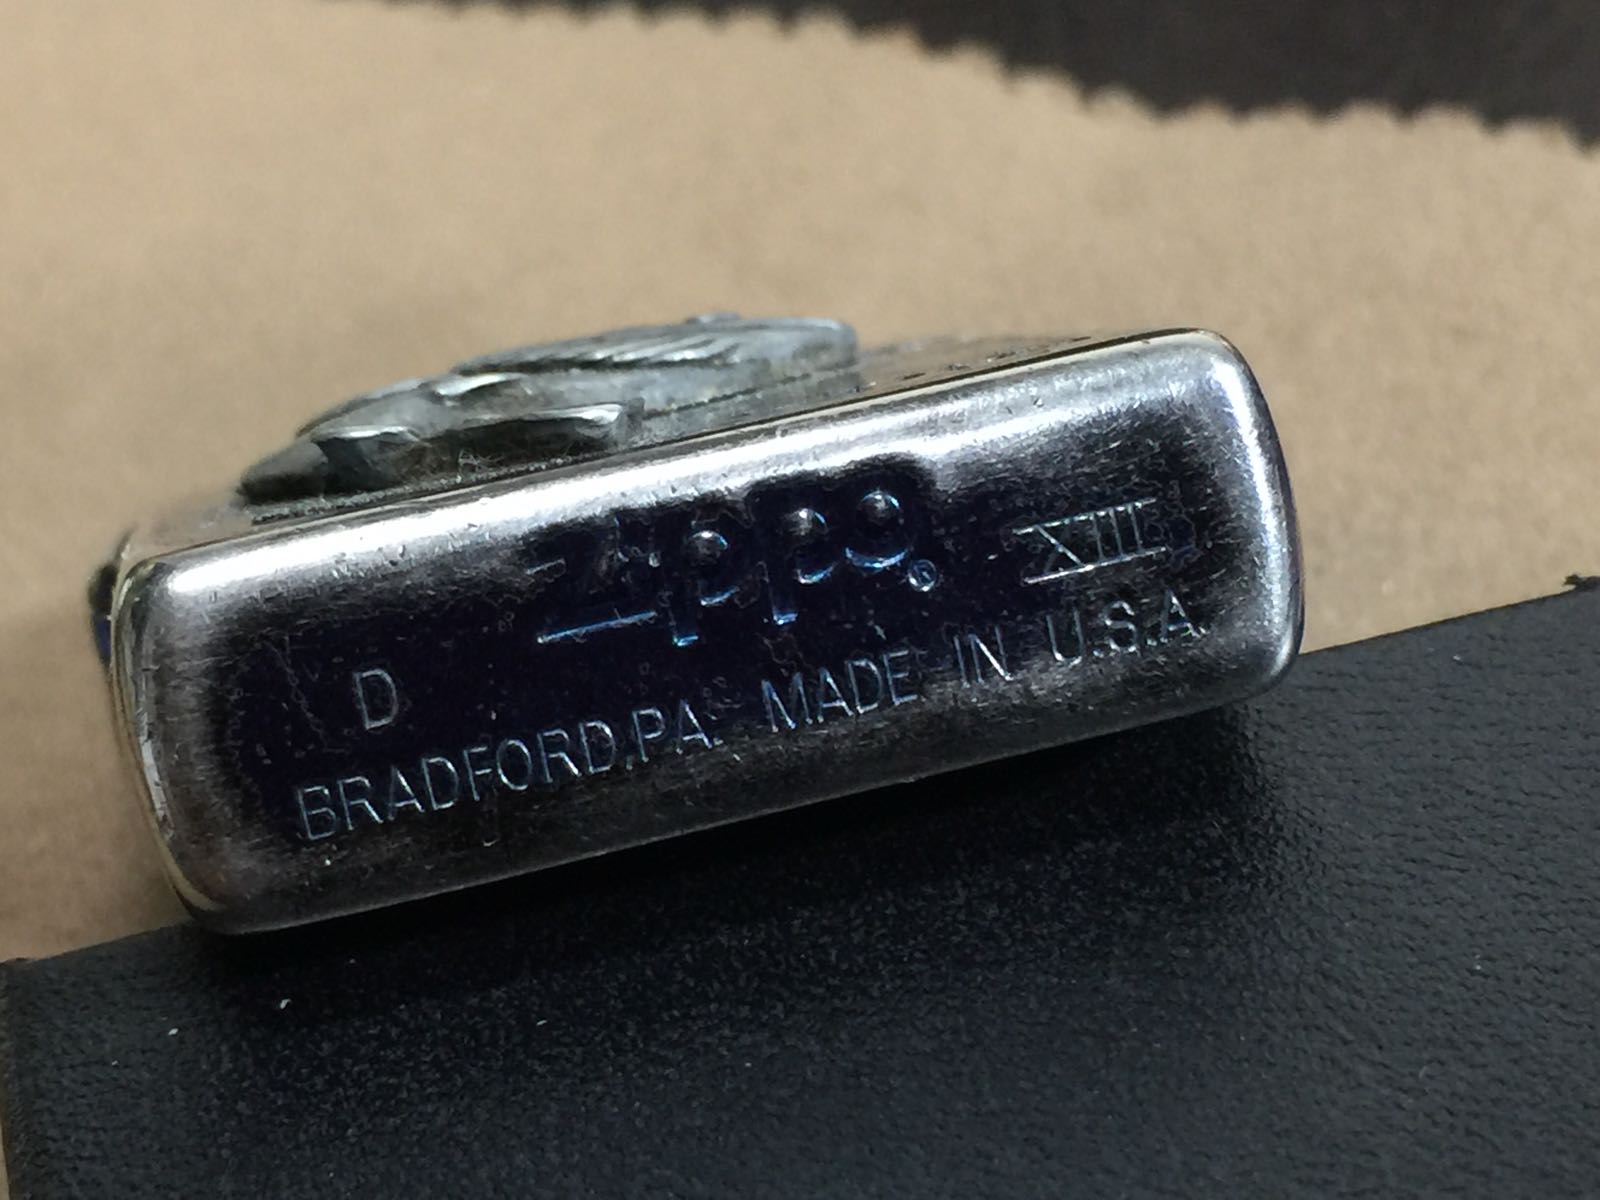 Zippo ® XIII
D
BRADFORD,PA. MADE IN U.S.A.